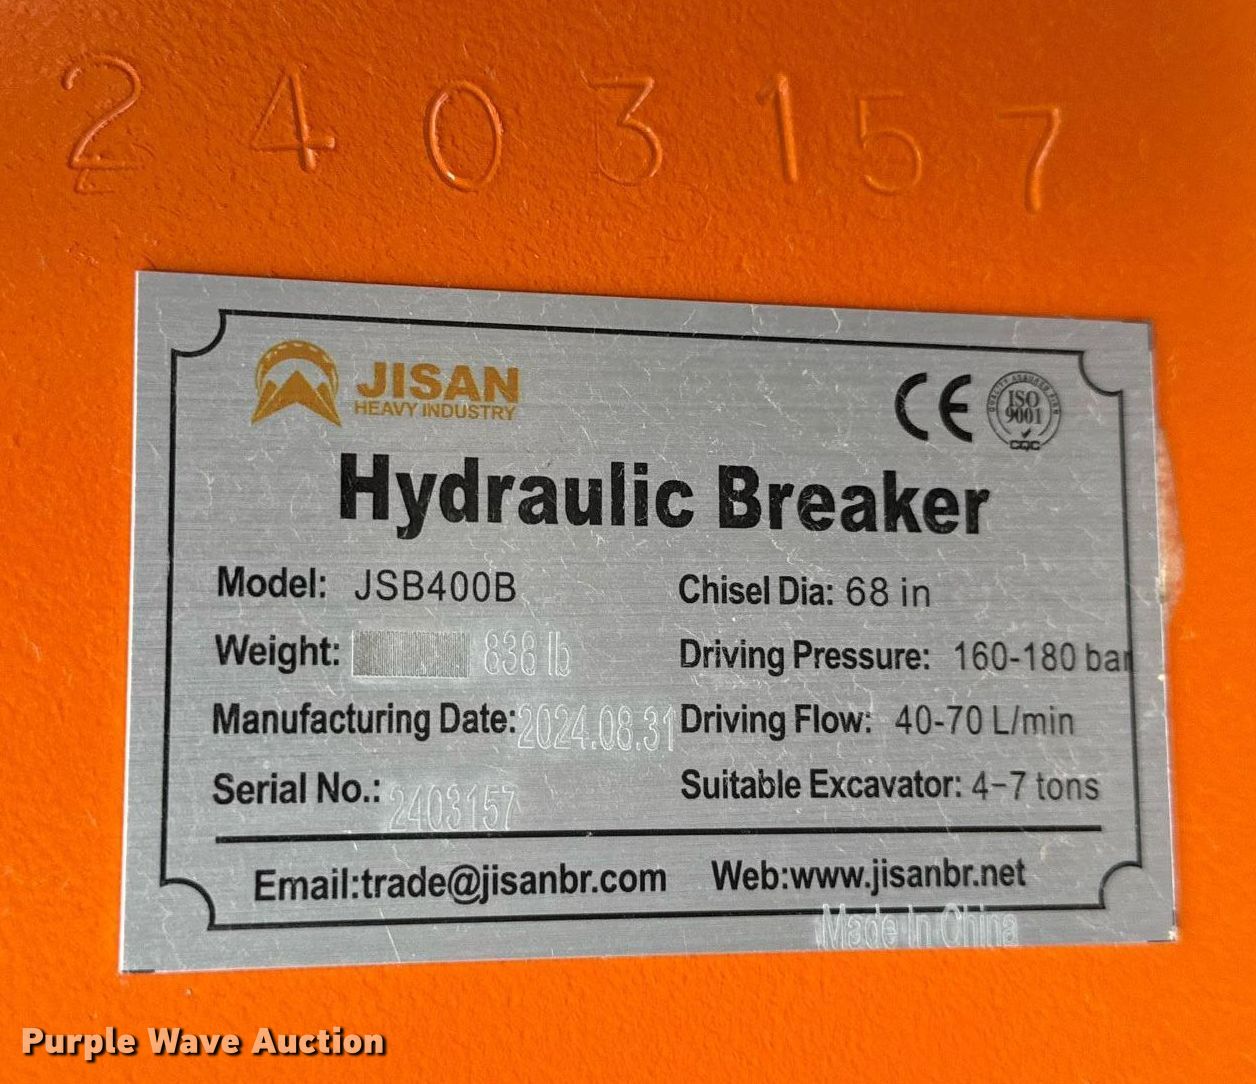 2403157
JISAN
HEAVY INDUSTRY
CE
ISO
9001
CQC
Hydraulic Breaker
Model: JSB400B
Chisel Dia: 68 in
Weight: 838 lb
Driving Pressure: 160-180 bar
Manufacturing Date: 2024.08.31
Driving Flow: 40-70 L/min
Serial No.: 2403157
Suitable Excavator: 4-7 tons
Email:trade@jisanbr.com
Web:www.jisanbr.net
Made In China
Purple Wave Auction